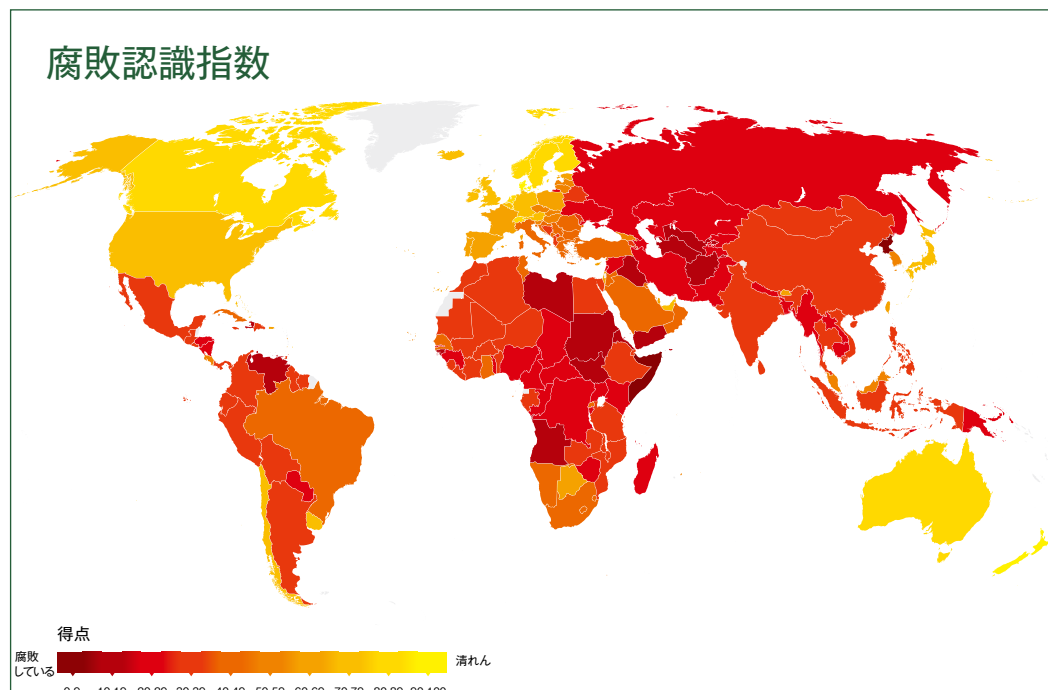 腐敗認識指数
得点
腐敗
している
清れん